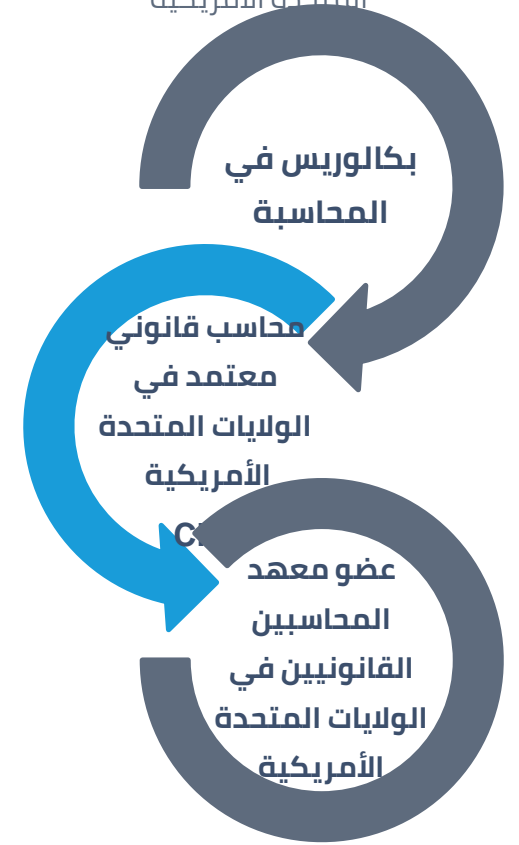 بكالوريس في
المحاسبة
محاسب قانوني
معتمد في
الولايات المتحدة
الأمريكية
عضو معهد
المحاسبين
القانونيين في
الولايات المتحدة
الأمريكية